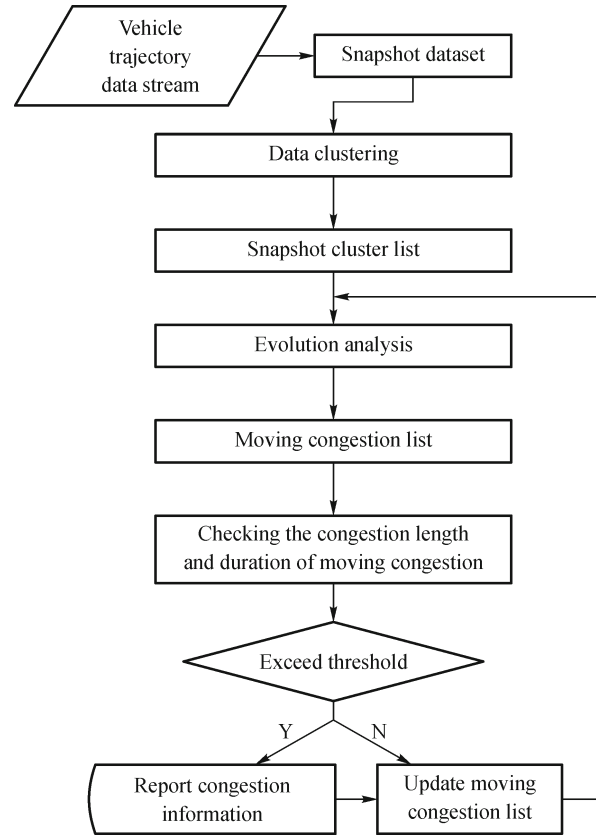 Vehicle
trajectory
data stream
Snapshot dataset
Data clustering
Snapshot cluster list
Evolution analysis
Moving congestion list
Checking the congestion length
and duration of moving congestion
Exceed threshold
Y
N
Report congestion
information
Update moving
congestion list